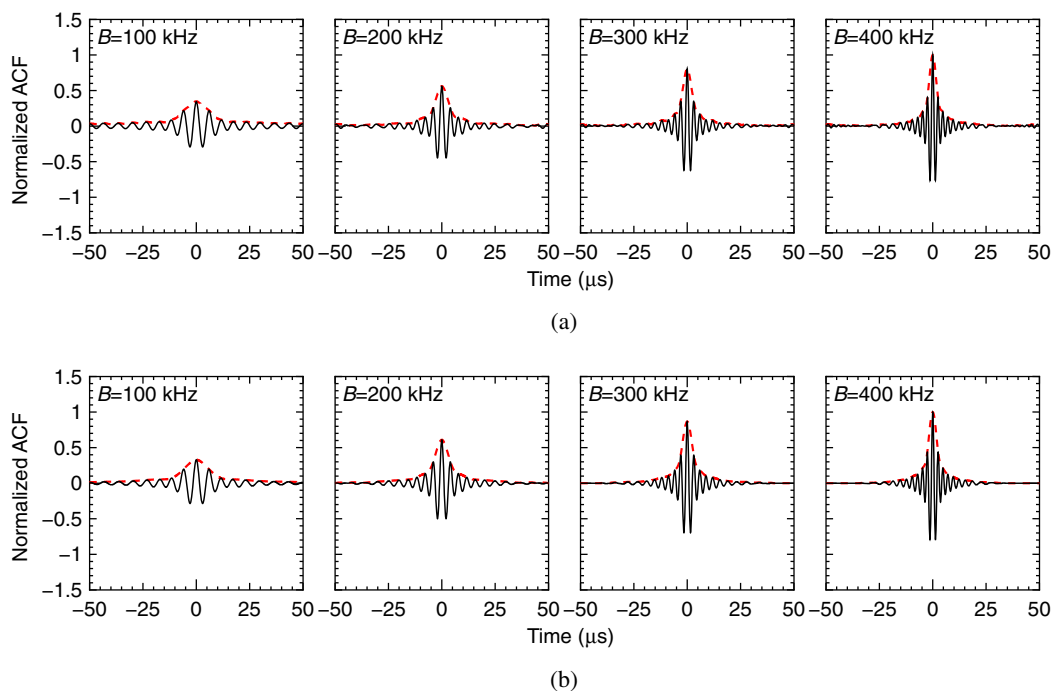 B=100 kHz B=200 kHz B=300 kHz B=400 kHz
1.5
1
0.5
0
−0.5
−1
−1.5
Normalized ACF
−50 −25 0 25 50 −50 −25 0 25 50 −50 −25 0 25 50 −50 −25 0 25 50
Time (μs)
(a)
B=100 kHz B=200 kHz B=300 kHz B=400 kHz
1.5
1
0.5
0
−0.5
−1
−1.5
Normalized ACF
−50 −25 0 25 50 −50 −25 0 25 50 −50 −25 0 25 50 −50 −25 0 25 50
Time (μs)
(b)